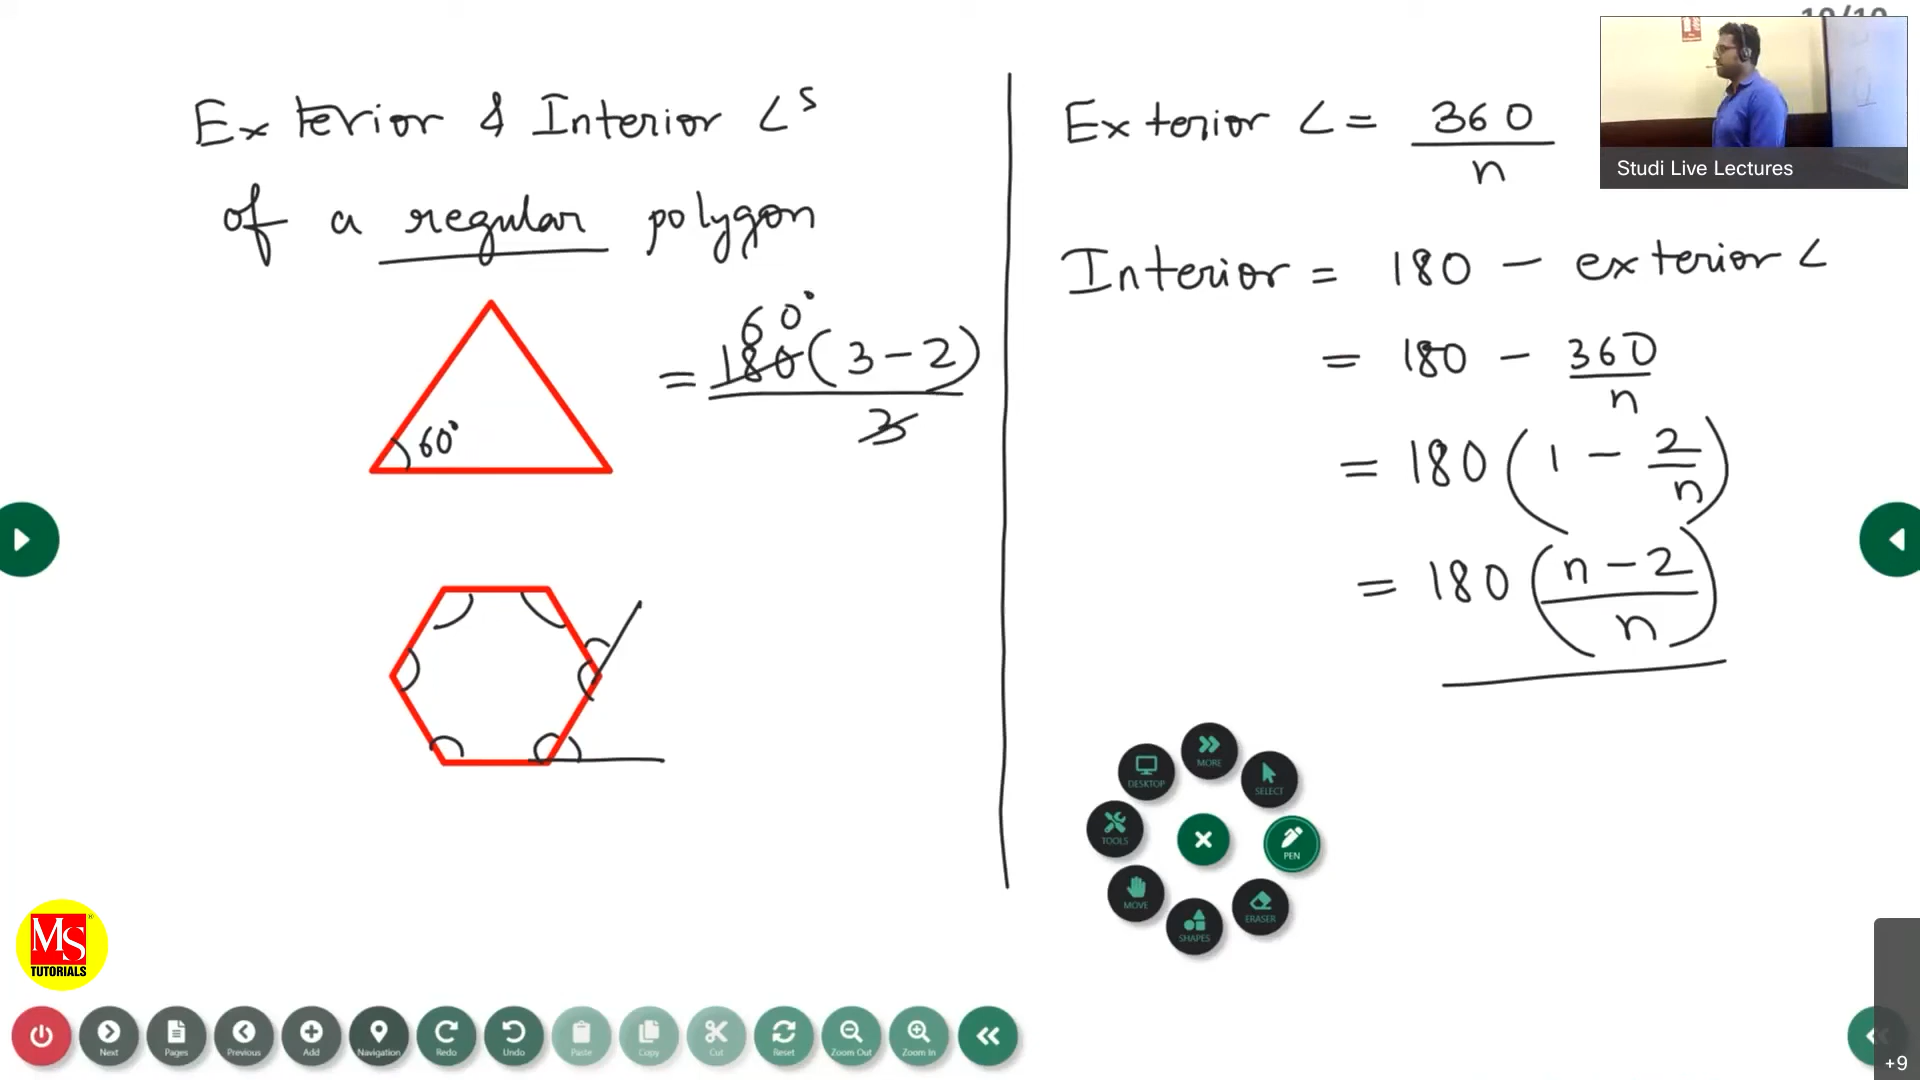 10/10
Exterior & Interior ∠s
of a regular polygon
60°
60°
= 180(3-2)
3
Exterior ∠ = 360
n
Interior = 180 - exterior ∠
= 180 - 360
n
= 180(1 - 2
n)
= 180(n-2
n)
Studi Live Lectures
MORE
DESKTOP
SELECT
TOOLS
PEN
MOVE
ERASER
SHAPES
MS®
TUTORIALS
Next
Pages
Previous
Add
Navigation
Redo
Undo
Paste
Copy
Cut
Reset
Zoom Out
Zoom In
+9